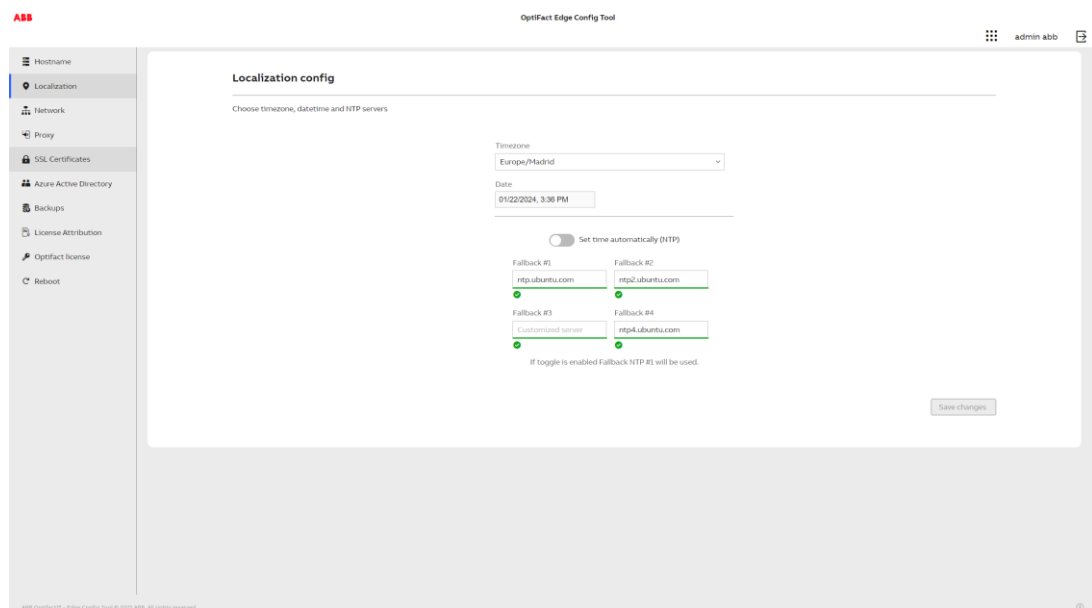 ABB
OptiFact Edge Config Tool
admin abb
Hostname
Localization
Network
Proxy
SSL Certificates
Azure Active Directory
Backups
License Attribution
Optifact license
Reboot
Localization config
Choose timezone, datetime and NTP servers
Timezone
Europe/Madrid
Date
01/22/2024, 3:36 PM
Set time automatically (NTP)
Fallback #1 Fallback #2
ntp.ubuntu.com ntp2.ubuntu.com
Fallback #3 Fallback #4
Customized server ntp4.ubuntu.com
If toggle is enabled Fallback NTP #1 will be used.
Save changes